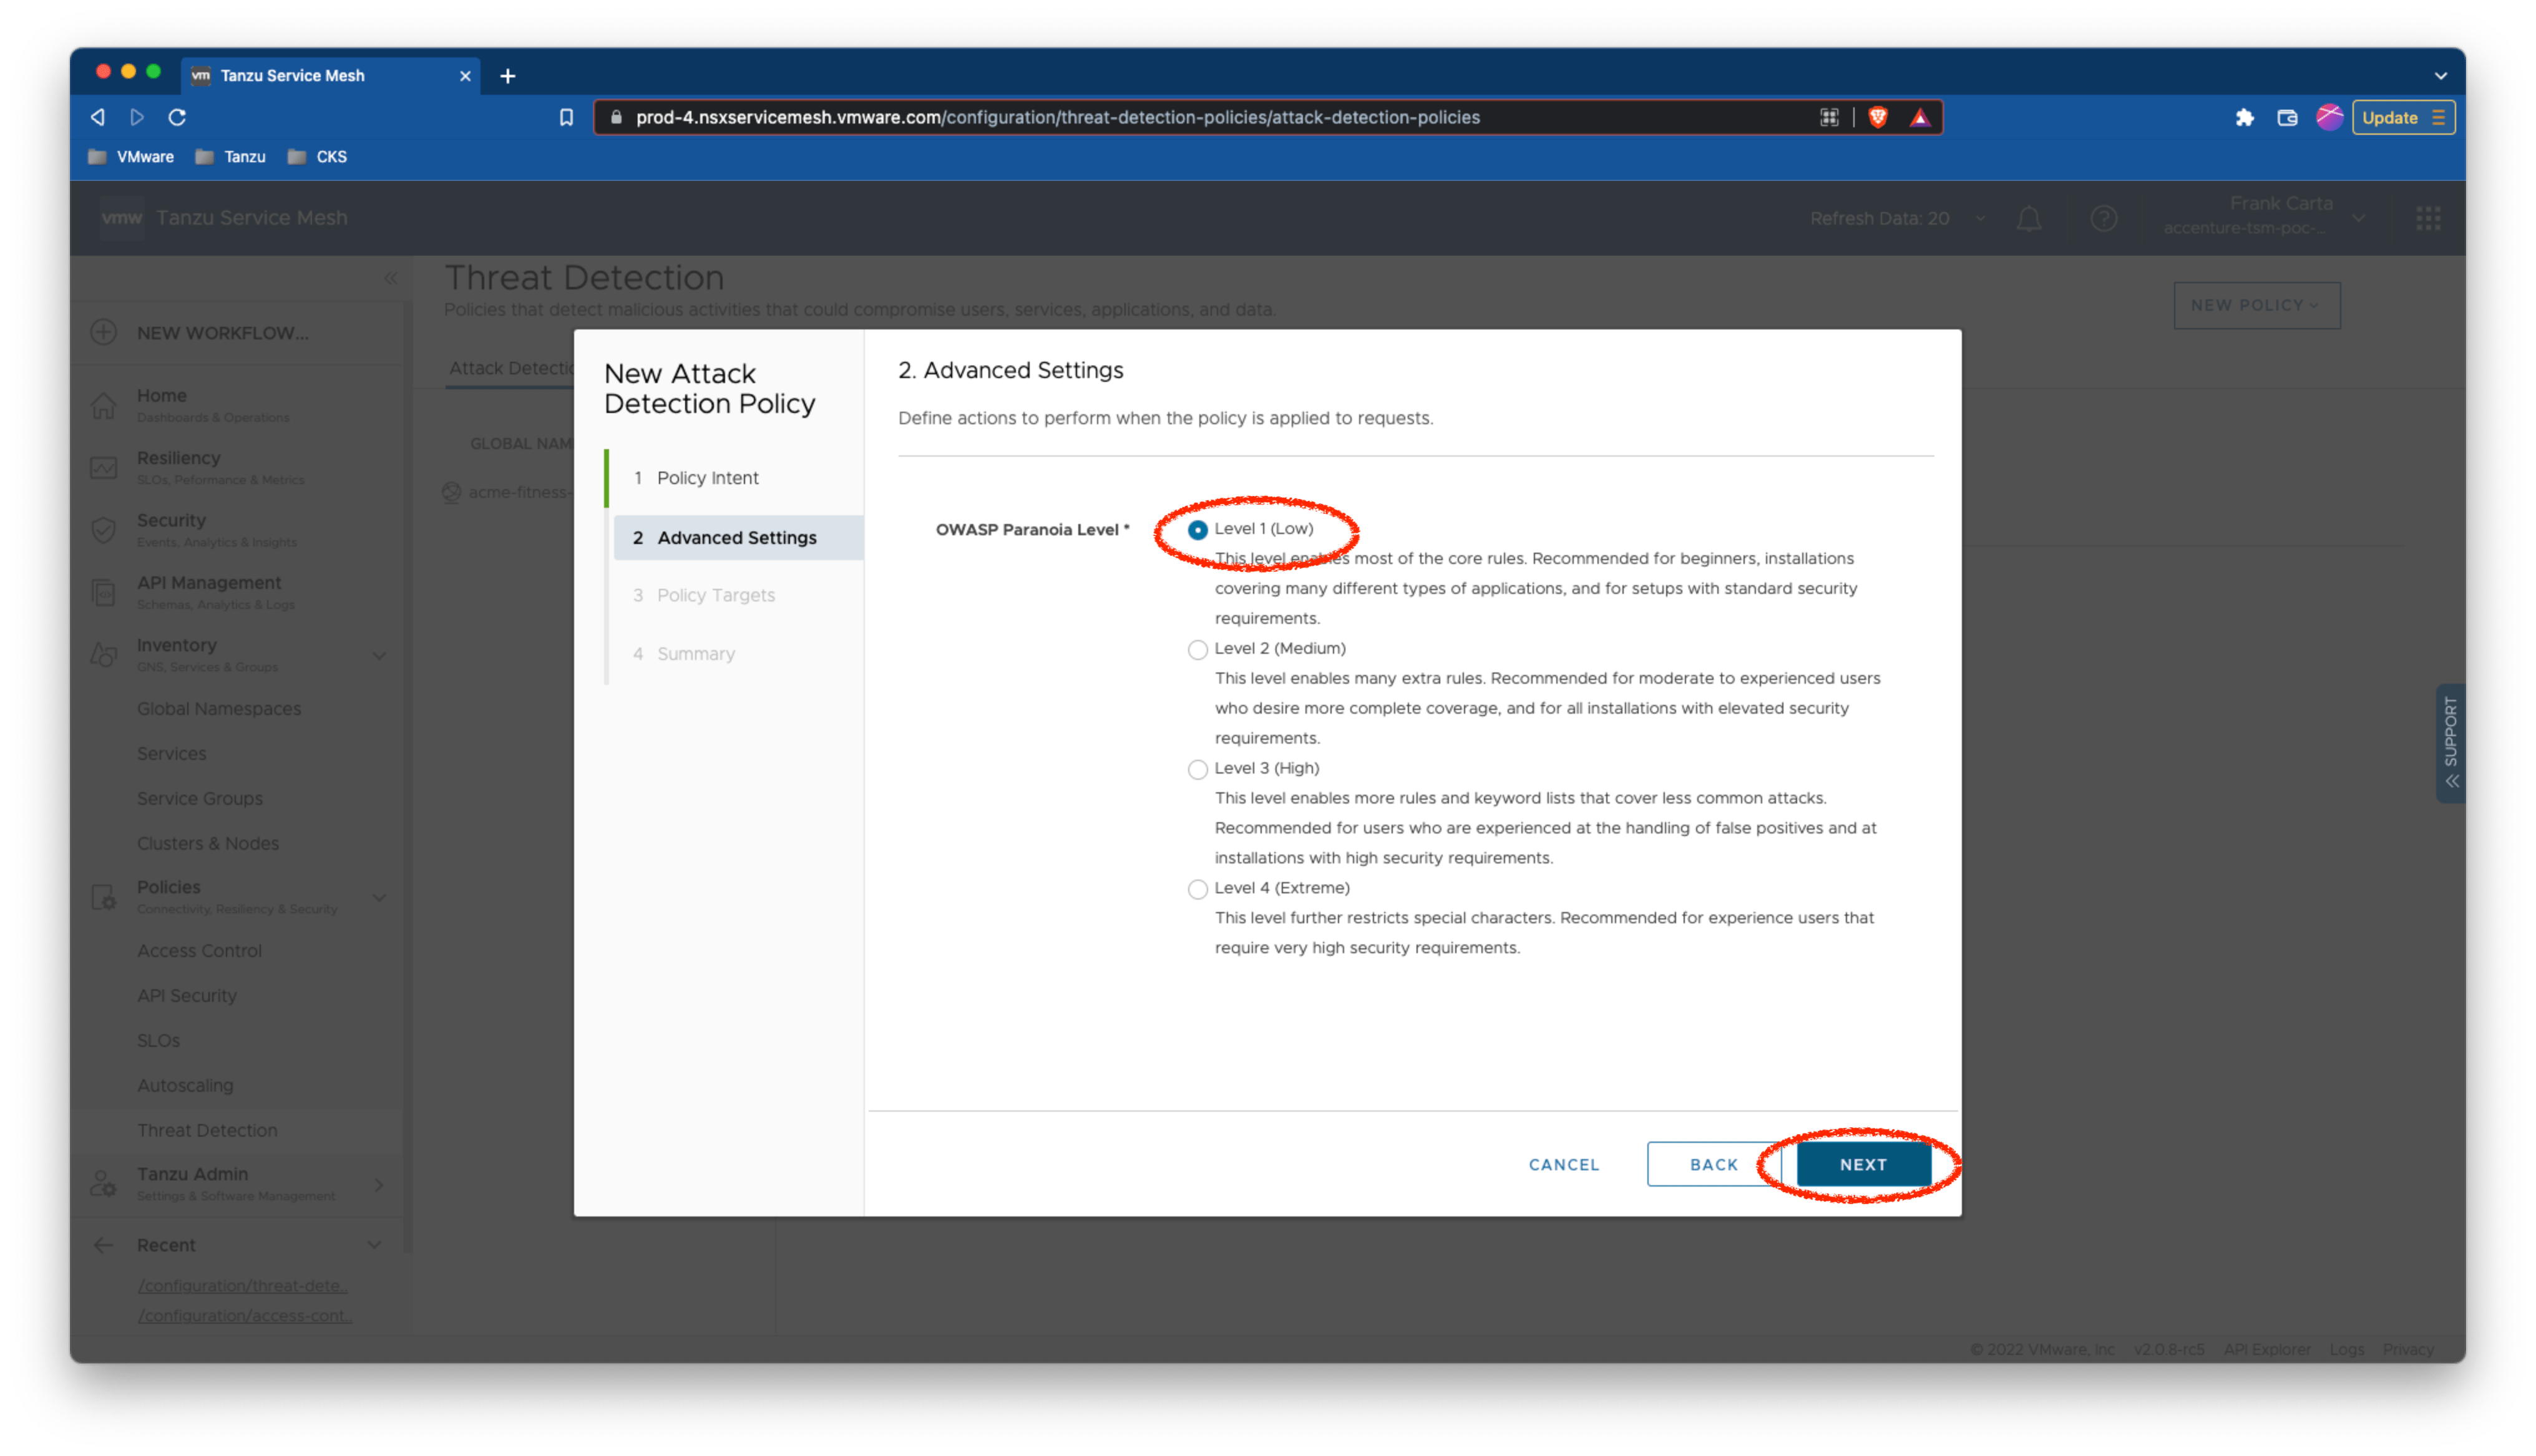 vm Tanzu Service Mesh
prod-4.nsxservicemesh.vmware.com/configuration/threat-detection-policies/attack-detection-policies
Update
VMware Tanzu CKS
vmw Tanzu Service Mesh
Refresh Data: 20
Frank Carta
accenture-tsm-poc-...
Threat Detection
Policies that detect malicious activities that could compromise users, services, applications, and data.
NEW POLICY
NEW WORKFLOW...
Home
Dashboards & Operations
Resiliency
SLOs, Peformance & Metrics
Security
Events, Analytics & Insights
API Management
Schemas, Analytics & Logs
Inventory
GNS, Services & Groups
Global Namespaces
Services
Service Groups
Clusters & Nodes
Policies
Connectivity, Resiliency & Security
Access Control
API Security
SLOs
Autoscaling
Threat Detection
Tanzu Admin
Settings & Software Management
Recent
/configuration/threat-dete..
/configuration/access-cont..
Attack Detectio
GLOBAL NAM
acme-fitness-
New Attack
Detection Policy
1 Policy Intent
2 Advanced Settings
3 Policy Targets
4 Summary
2. Advanced Settings
Define actions to perform when the policy is applied to requests.
OWASP Paranoia Level *
Level 1 (Low)
This level enables most of the core rules. Recommended for beginners, installations
covering many different types of applications, and for setups with standard security
requirements.
Level 2 (Medium)
This level enables many extra rules. Recommended for moderate to experienced users
who desire more complete coverage, and for all installations with elevated security
requirements.
Level 3 (High)
This level enables more rules and keyword lists that cover less common attacks.
Recommended for users who are experienced at the handling of false positives and at
installations with high security requirements.
Level 4 (Extreme)
This level further restricts special characters. Recommended for experience users that
require very high security requirements.
CANCEL BACK NEXT
SUPPORT
© 2022 VMware, Inc v2.0.8-rc5 API Explorer Logs Privacy